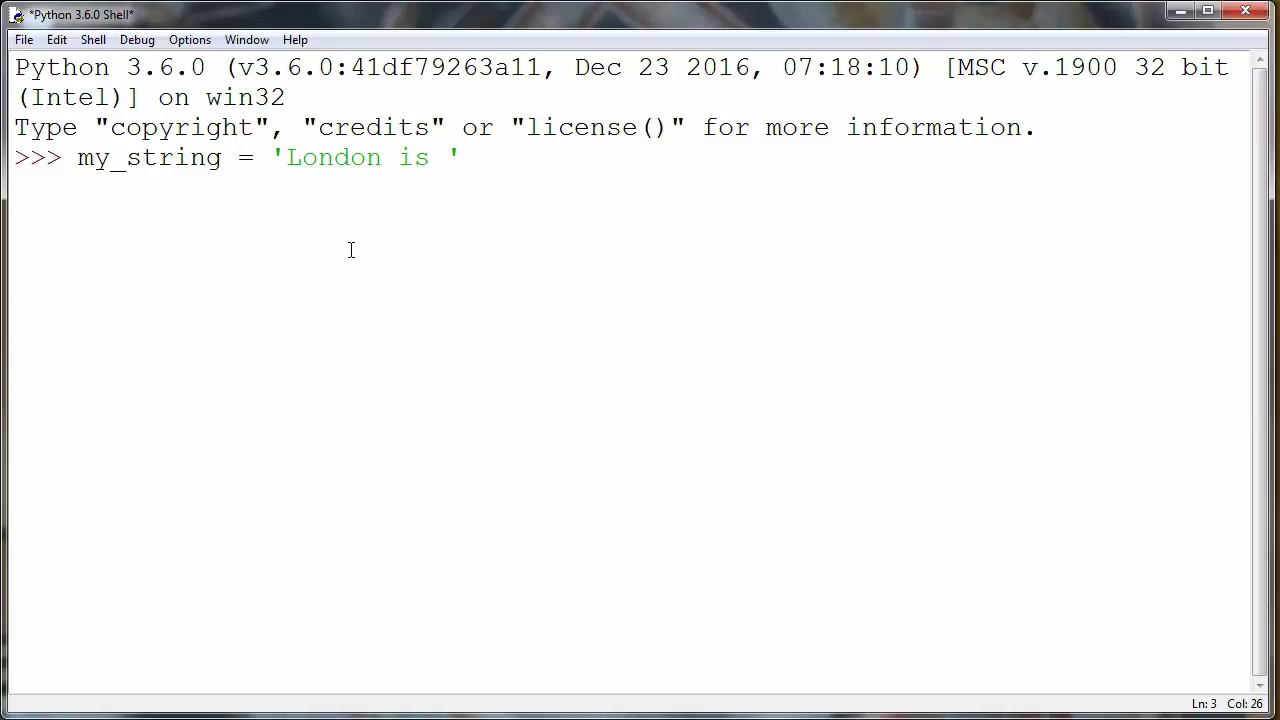 *Python 3.6.0 Shell*
File Edit Shell Debug Options Window Help
Python 3.6.0 (v3.6.0:41df79263a11, Dec 23 2016, 07:18:10) [MSC v.1900 32 bit
(Intel)] on win32
Type "copyright", "credits" or "license()" for more information.
>>> my_string = 'London is '
Ln: 3 Col: 26